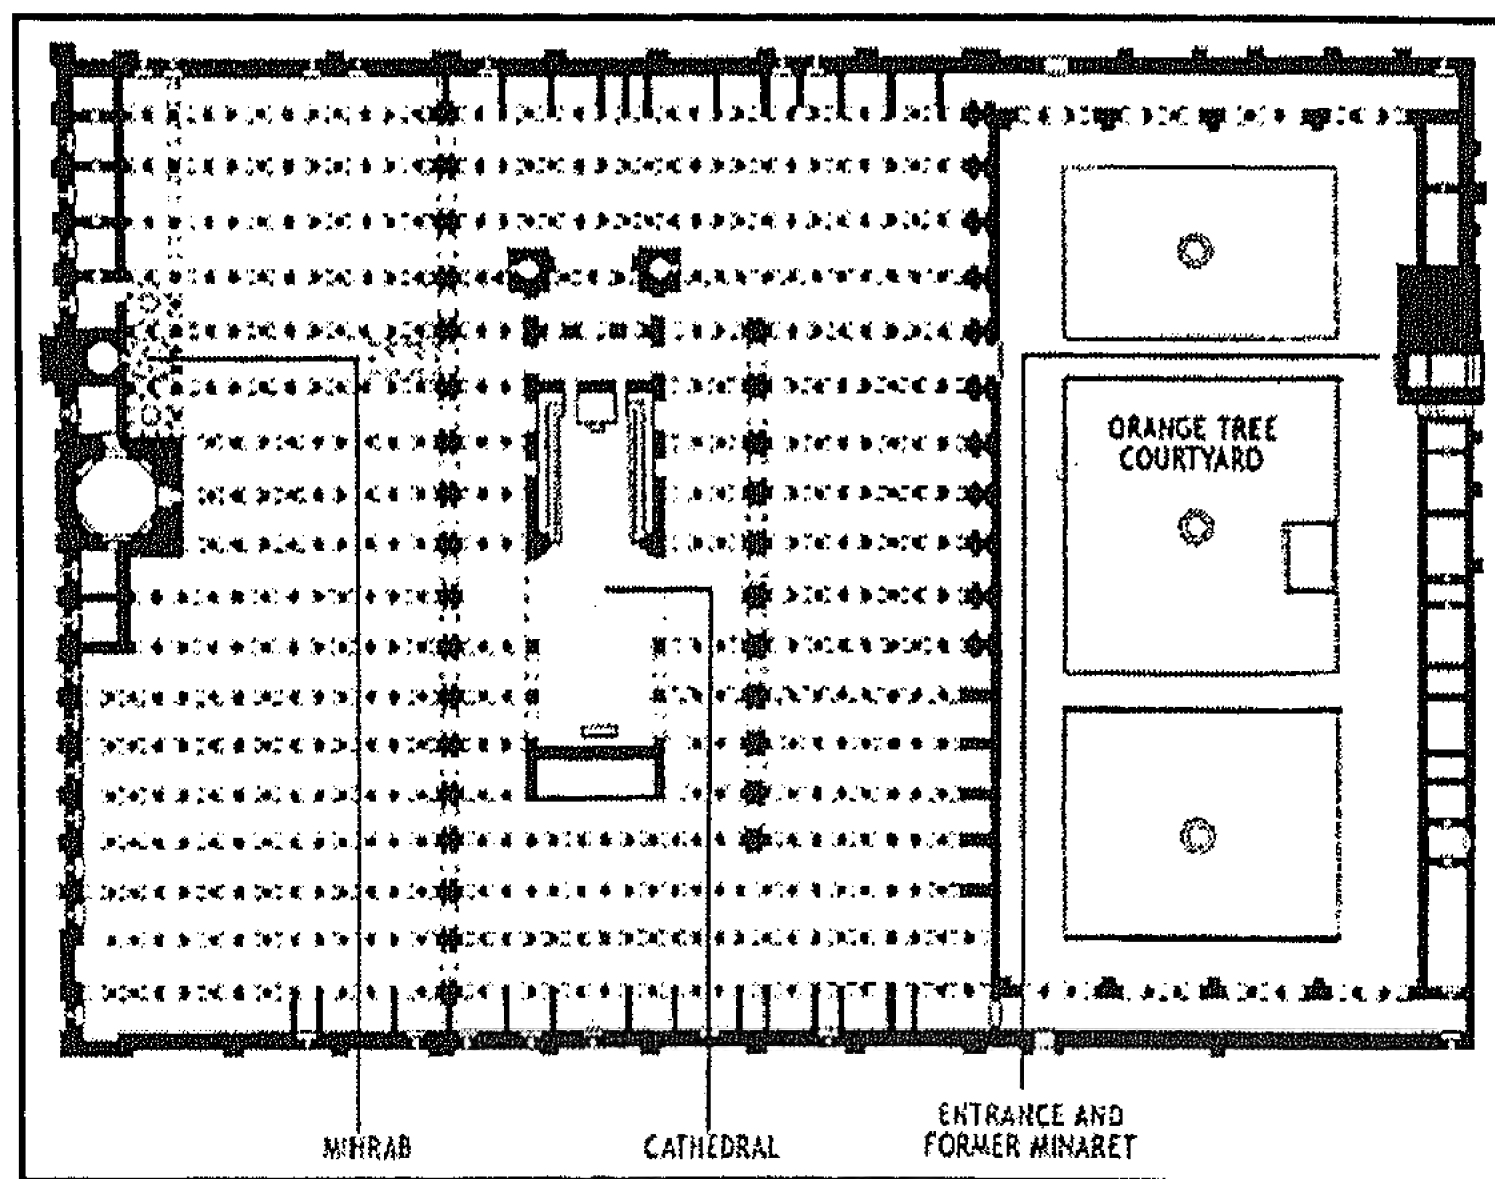 ORANGE TREE
COURTYARD
MIHRAB
CATHEDRAL
ENTRANCE AND
FORMER MINARET